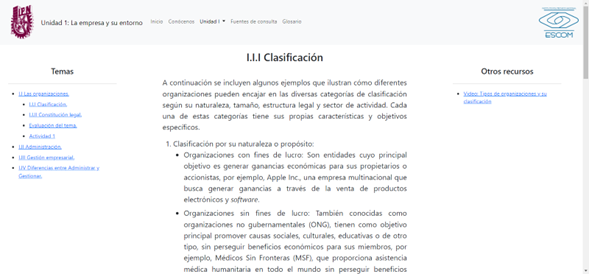 Unidad 1: La empresa y su entorno
Inicio
Conócenos
Unidad I
Fuentes de consulta
Glosario
ESCOM
Temas
I.I Las organizaciones.
I.I.I Clasificación.
I.I.II Constitución legal.
Evaluación del tema.
Actividad 1
I.II Administración.
I.III Gestión empresarial.
I.IV Diferencias entre Administrar y
Gestionar.
I.I.I Clasificación
A continuación se incluyen algunos ejemplos que ilustran cómo diferentes
organizaciones pueden encajar en las diversas categorías de clasificación
según su naturaleza, tamaño, estructura legal y sector de actividad. Cada
una de estas categorías tiene sus propias características y objetivos
específicos.
1. Clasificación por su naturaleza o propósito:
Organizaciones con fines de lucro: Son entidades cuyo principal
objetivo es generar ganancias económicas para sus propietarios o
accionistas, por ejemplo, Apple Inc., una empresa multinacional que
busca generar ganancias a través de la venta de productos
electrónicos y software.
Organizaciones sin fines de lucro: También conocidas como
organizaciones no gubernamentales (ONG), tienen como objetivo
principal promover causas sociales, culturales, educativas o de otro
tipo, sin perseguir beneficios económicos para sus miembros, por
ejemplo, Médicos Sin Fronteras (MSF), que proporciona asistencia
médica humanitaria en todo el mundo sin perseguir beneficios
Otros recursos
Video: Tipos de organizaciones y su
clasificación